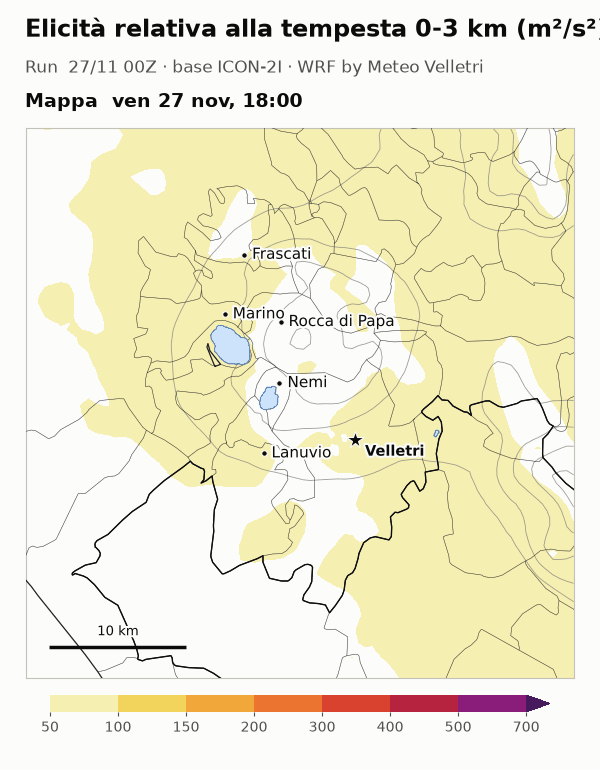 Elicità relativa alla tempesta 0-3 km (m²/s²)
Run  27/11 00Z · base ICON-2I · WRF by Meteo Velletri
Mappa  ven 27 nov, 18:00
Frascati
Marino
Rocca di Papa
Nemi
Velletri
Lanuvio
10 km
50 100 150 200 300 400 500 700